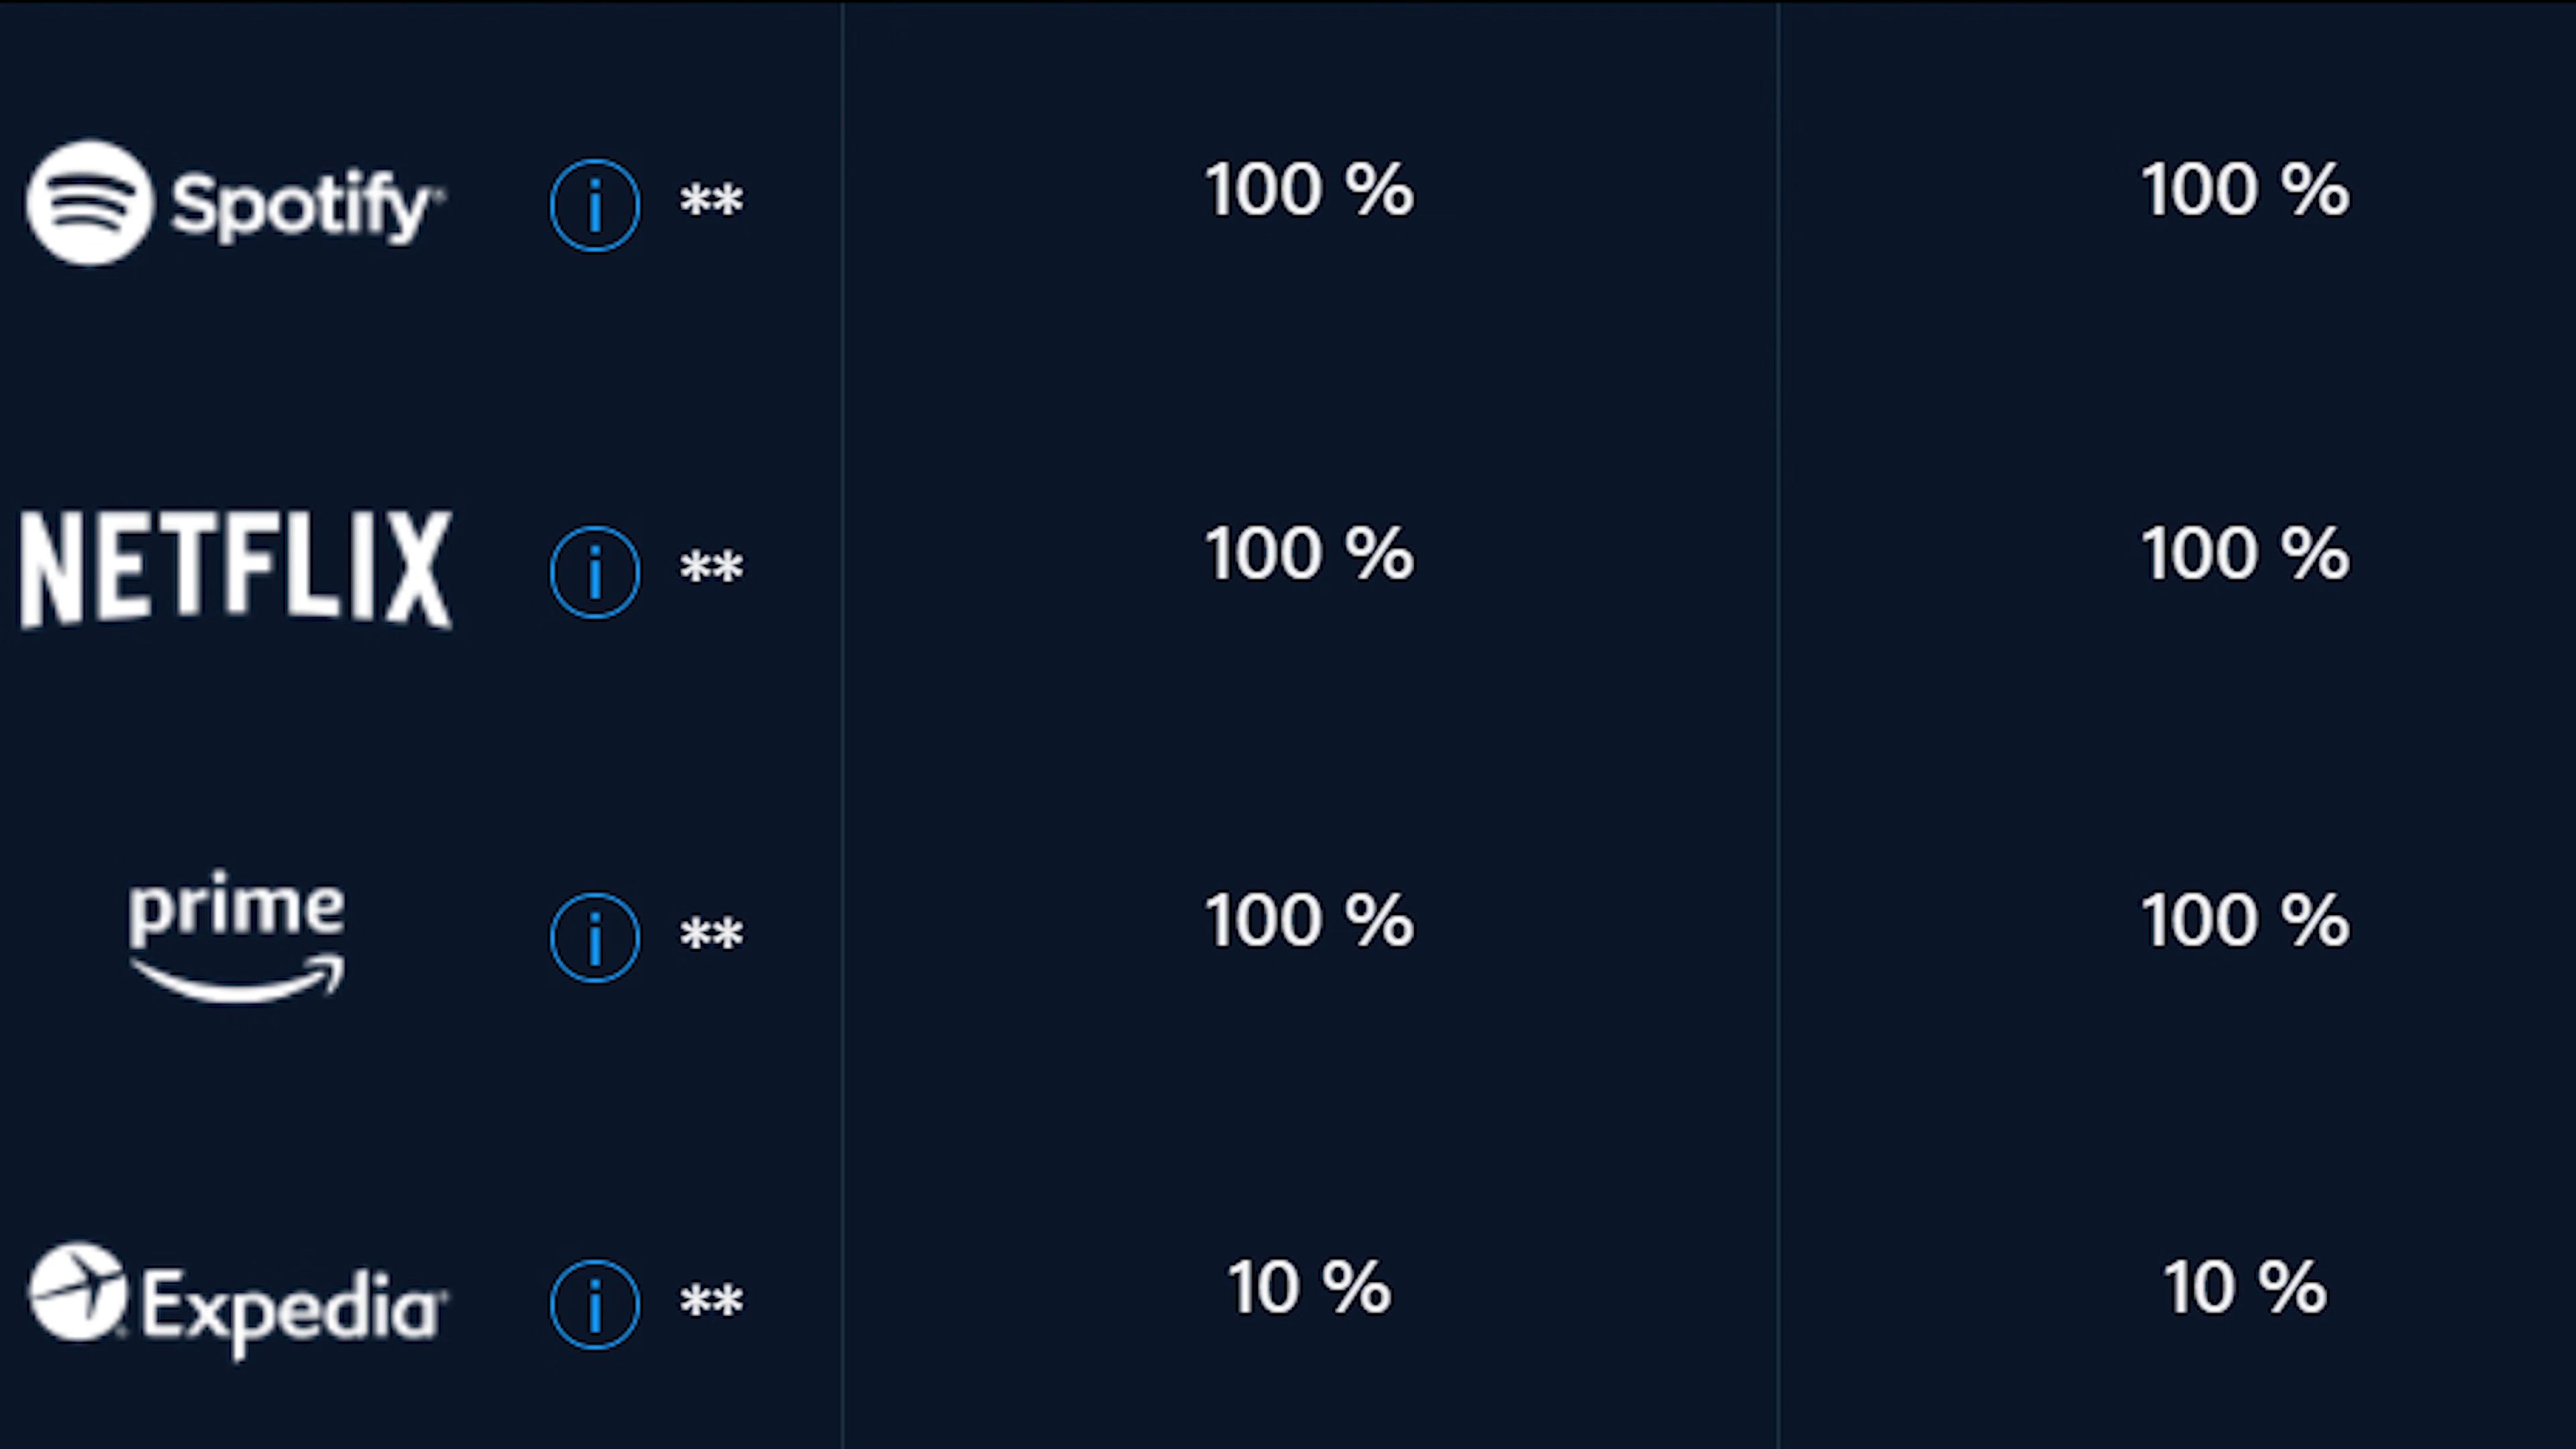 Spotify i ** 100 % 100 %
NETFLIX i ** 100 % 100 %
prime i ** 100 % 100 %
Expedia i ** 10 % 10 %